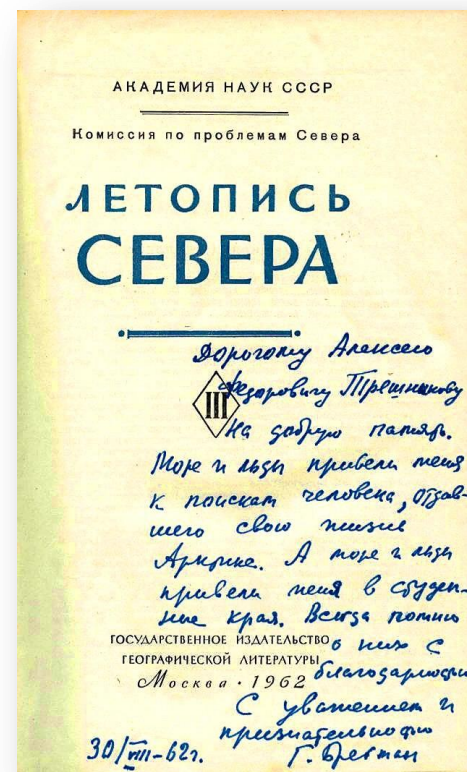 АКАДЕМИЯ НАУК СССР
Комиссия по проблемам Севера
ЛЕТОПИСЬ
СЕВЕРА
Дорогому Алексею
Федоровичу Трешникову
III
на добрую память.
Море и льды привели меня
к поискам человека, отдав-
шего свою жизнь
Арктике. А море и льды
привели меня в студен-
ные края. Всегда помню
ГОСУДАРСТВЕННОЕ ИЗДАТЕЛЬСТВО
о них с
ГЕОГРАФИЧЕСКОЙ ЛИТЕРАТУРЫ
благодарностью
Москва • 1962
С уважением и
признательностью
30/VIII-62г.
Г.